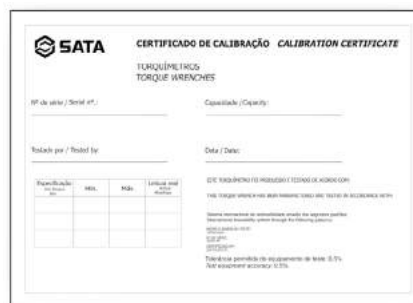 SATA
CERTIFICADO DE CALIBRAÇÃO CALIBRATION CERTIFICATE
TORQUÍMETROS
TORQUE WRENCHES
Nº de série / Serial nº.:
Capacidade / Capacity:
Testado por / Tested by:
Data / Date:
Especificação
Mín.
Máx.
Leitura real
ESTE TORQUÍMETRO FOI PRODUZIDO E TESTADO DE ACORDO COM:
THIS TORQUE WRENCH HAS BEEN MANUFACTURED AND TESTED IN ACCORDANCE WITH:
Tolerância permitida do equipamento de teste: 0.5%
Test equipment accuracy: 0.5%